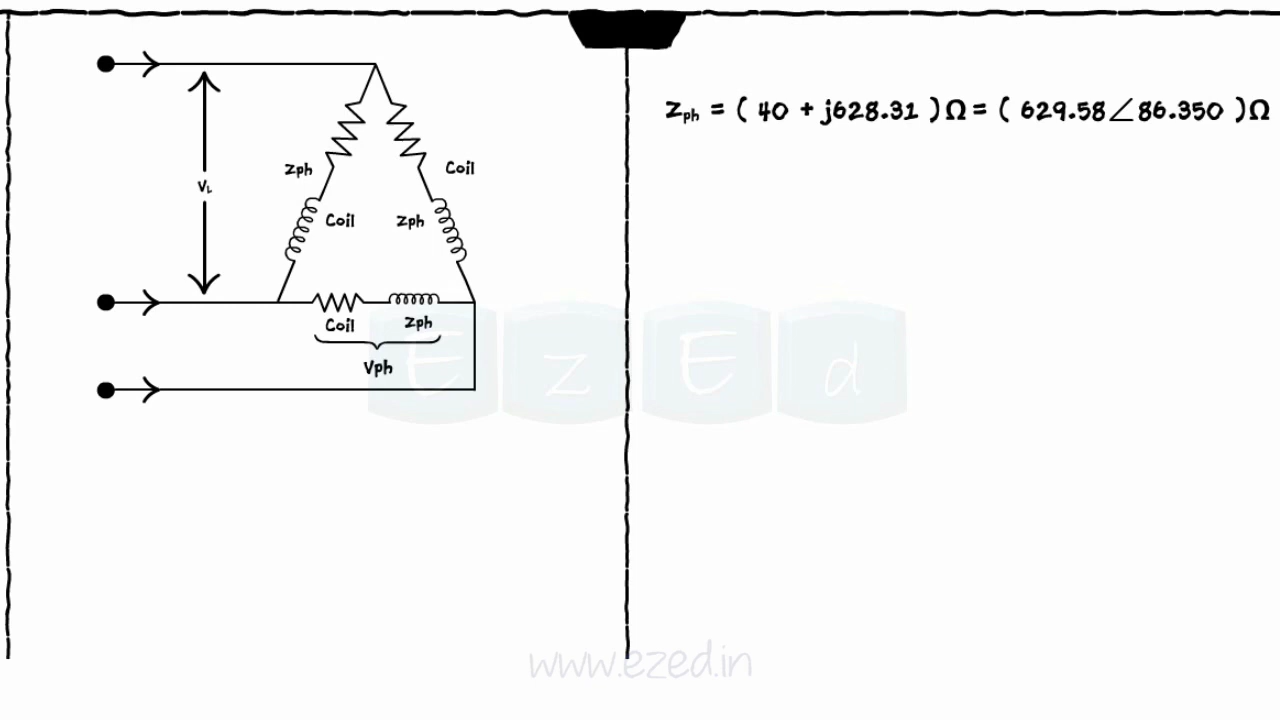 Zph = ( 40 + j628.31 ) Ω = ( 629.58∠86.350 ) Ω
Zph
Coil
VL
Coil
Zph
Coil
Zph
Vph
E z E d
www.ezed.in